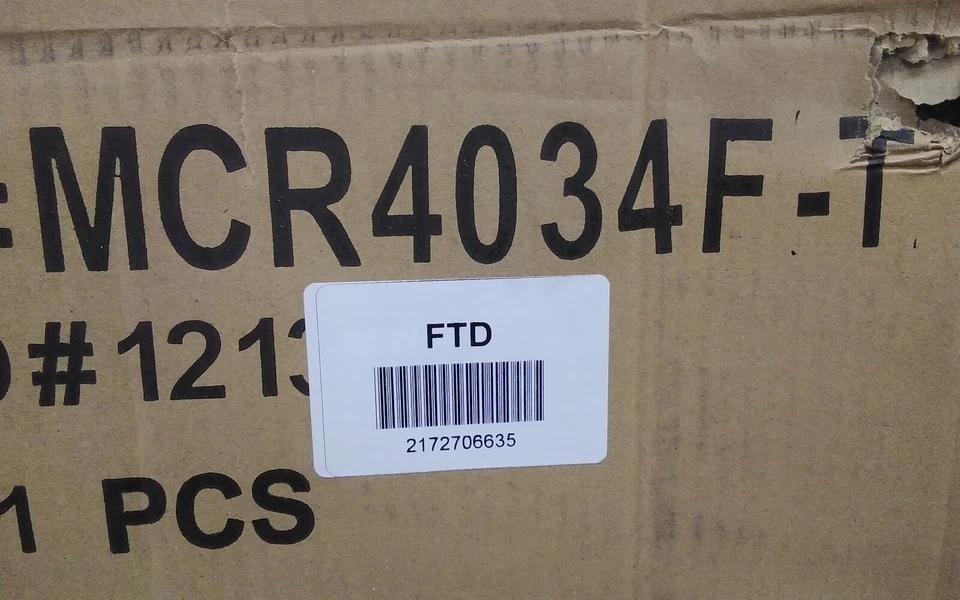 :MCR4034F-T
#121
FTD
2172706635
1 PCS